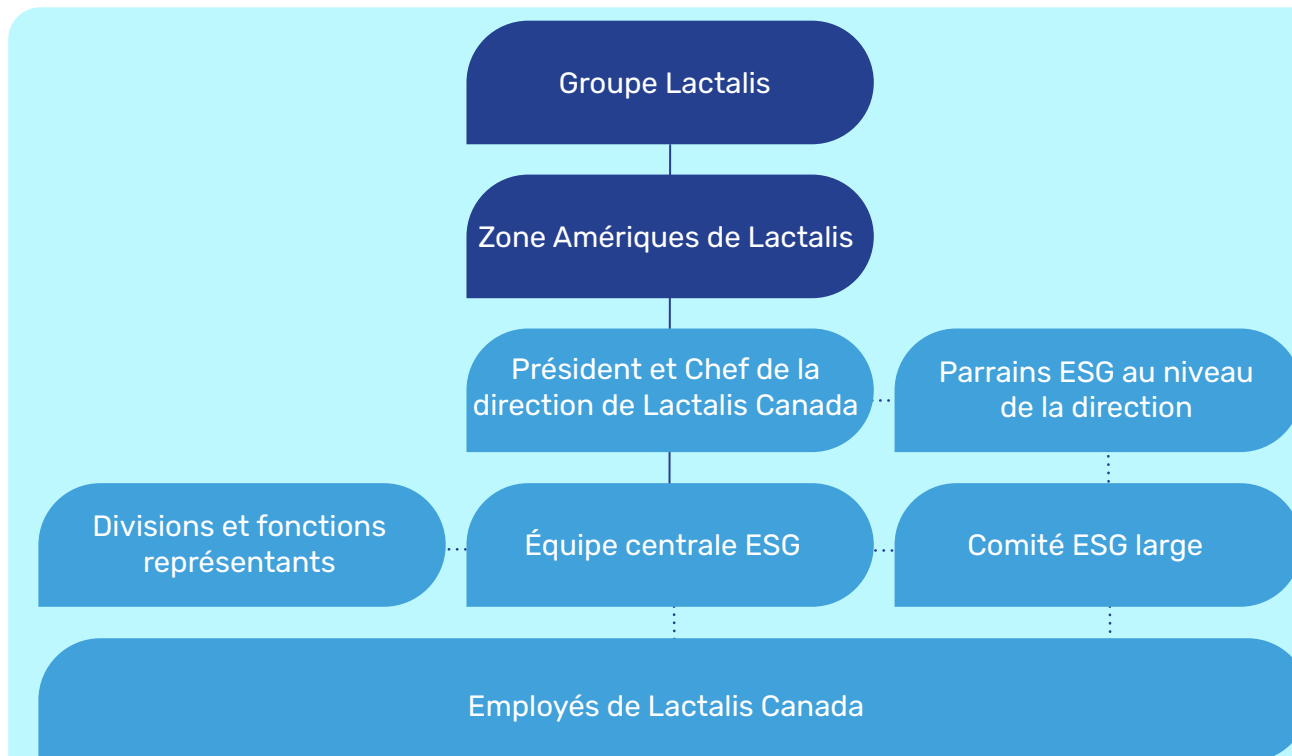 Groupe Lactalis
Zone Amériques de Lactalis
Président et Chef de la
direction de Lactalis Canada
Parrains ESG au niveau
de la direction
Divisions et fonctions
représentants
Équipe centrale ESG
Comité ESG large
Employés de Lactalis Canada